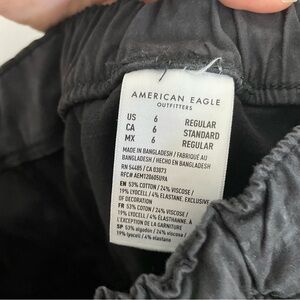 AMERICAN EAGLE
OUTFITTERS
US 6 REGULAR
CA 6 STANDARD
MX 6 REGULAR
MADE IN BANGLADESH / FABRIQUÉ AU
BANGLADESH / HECHO EN BANGLADESH
RN 54485 / CA 03873
REF# AEM120605UPA
EN 53% COTTON / 24% VISCOSE /
19% LYOCELL / 4% ELASTANE. EXCLUSIVE
OF DECORATION
FR 53% COTON / 24% VISCOSE /
19% LYOCELL / 4% ÉLASTHANNE. À
L'EXCEPTION DE LA GARNITURE
SP 53% algodón / 24% viscosa /
19% lyocell / 4% elastano